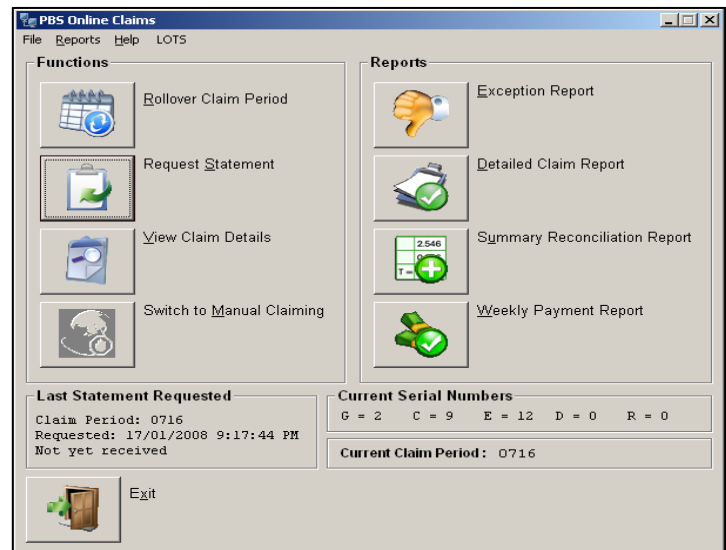 PBS Online Claims
File Reports Help LOTS
Functions
Rollover Claim Period
Request Statement
View Claim Details
Switch to Manual Claiming
Reports
Exception Report
Detailed Claim Report
2.546
T=
Summary Reconciliation Report
Weekly Payment Report
Last Statement Requested
Claim Period: 0716
Requested: 17/01/2008 9:17:44 PM
Not yet received
Current Serial Numbers
G = 2 C = 9 E = 12 D = 0 R = 0
Current Claim Period: 0716
Exit